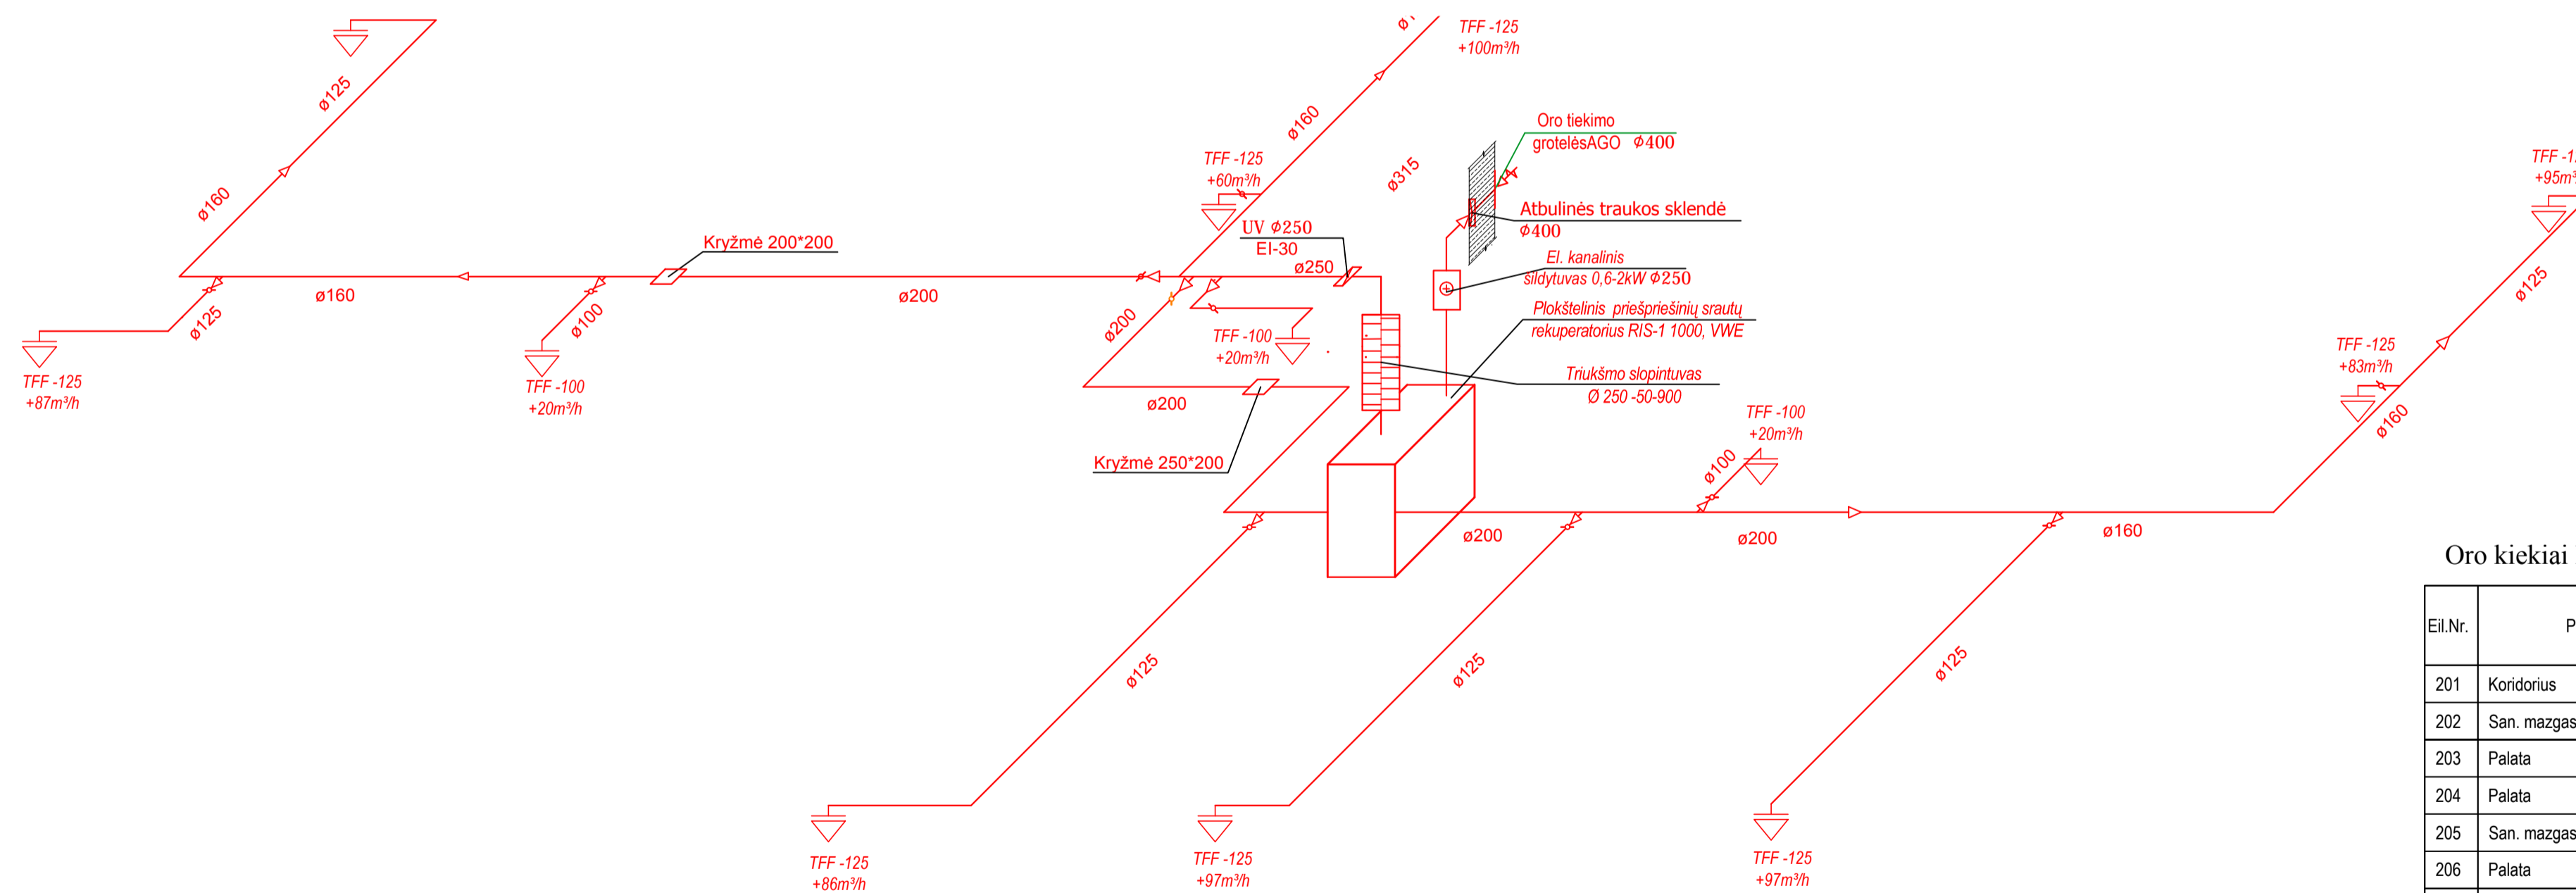 TFF -125
+100m³/h
ø125
ø160
Oro tiekimo
grotelėsAGO ϕ400
ø315
TFF -125
+60m³/h
ø160
Atbulinės traukos sklendė
ϕ400
UV ϕ250
EI-30
ø250
El. kanalinis
šildytuvas 0,6-2kW ϕ250
Kryžmė 200*200
+95m³
ø125
ø160
ø200
ø125
ø100
ø200
Plokštelinis priešpriešinių srautų
rekuperatorius RIS-1 1000, VWE
TFF -100
+20m³/h
TFF -125
+83m³/h
TFF -125
+87m³/h
TFF -100
+20m³/h
Triukšmo slopintuvas
Ø 250 -50-900
ø200
TFF -100
+20m³/h
ø160
Kryžmė 250*200
ø100
ø200
ø200
ø160
Oro kiekiai
ø125
ø125
ø125
TFF -125
+86m³/h
TFF -125
+97m³/h
TFF -125
+97m³/h
Eil.Nr. P
201 Koridorius
202 San. mazgas
203 Palata
204 Palata
205 San. mazgas
206 Palata